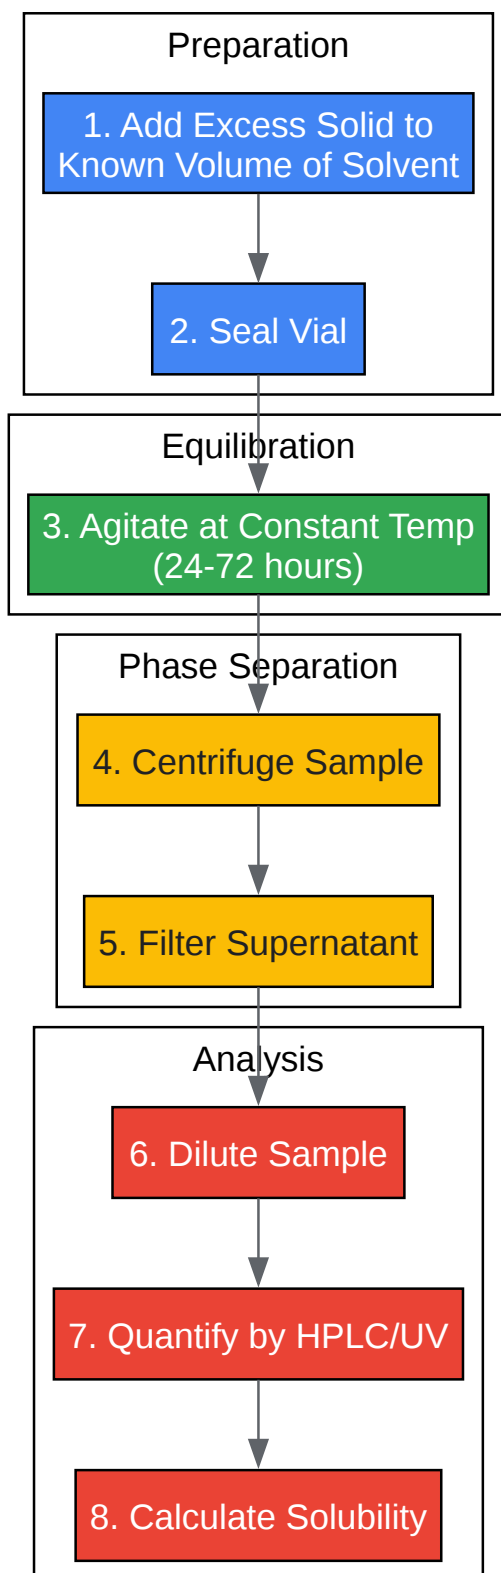 Preparation
1. Add Excess Solid to
Known Volume of Solvent
2. Seal Vial
Equilibration
3. Agitate at Constant Temp
(24-72 hours)
Phase Separation
4. Centrifuge Sample
5. Filter Supernatant
Analysis
6. Dilute Sample
7. Quantify by HPLC/UV
8. Calculate Solubility